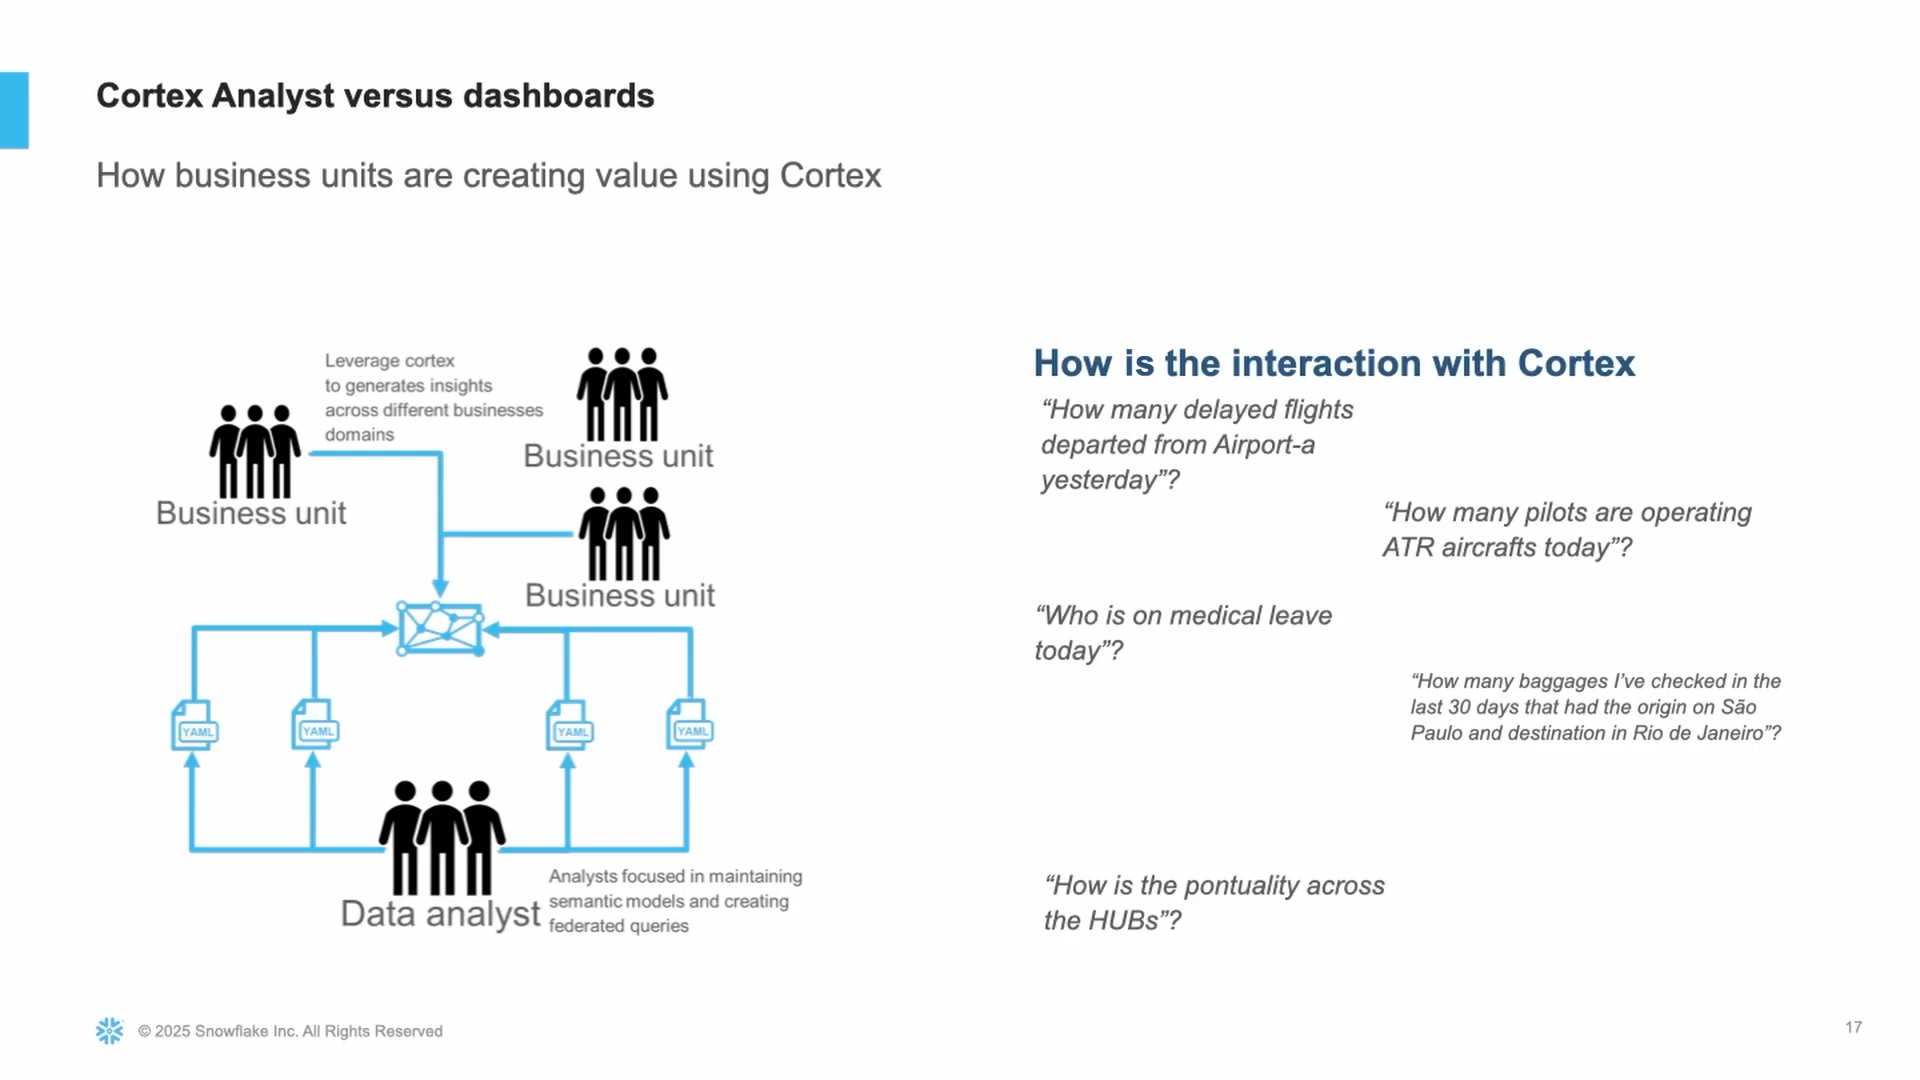 Cortex Analyst versus dashboards
How business units are creating value using Cortex
Leverage cortex
to generates insights
across different businesses
domains
Business unit
Business unit
Business unit
YAML
YAML
YAML
YAML
Data analyst
Analysts focused in maintaining
semantic models and creating
federated queries
How is the interaction with Cortex
“How many delayed flights
departed from Airport-a
yesterday”?
“How many pilots are operating
ATR aircrafts today”?
“Who is on medical leave
today”?
“How many baggages I’ve checked in the
last 30 days that had the origin on São
Paulo and destination in Rio de Janeiro”?
“How is the pontuality across
the HUBs”?
© 2025 Snowflake Inc. All Rights Reserved
17